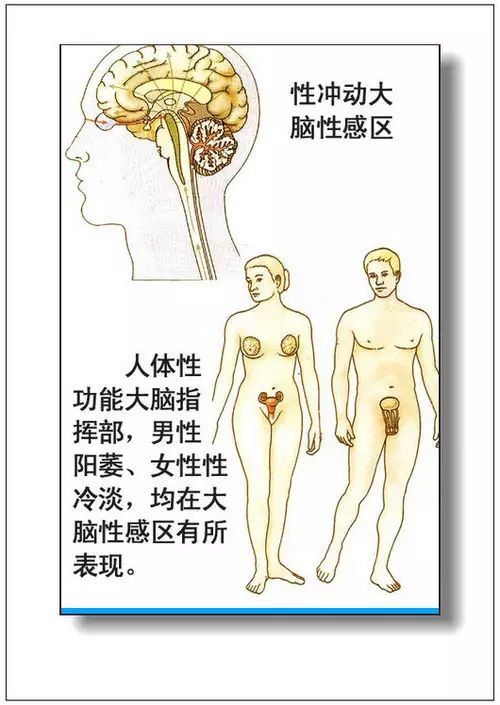 性冲动大
脑性感区
人体性
功能大脑指
挥部，男性
阳萎、女性性
冷淡，均在大
脑性感区有所
表现。